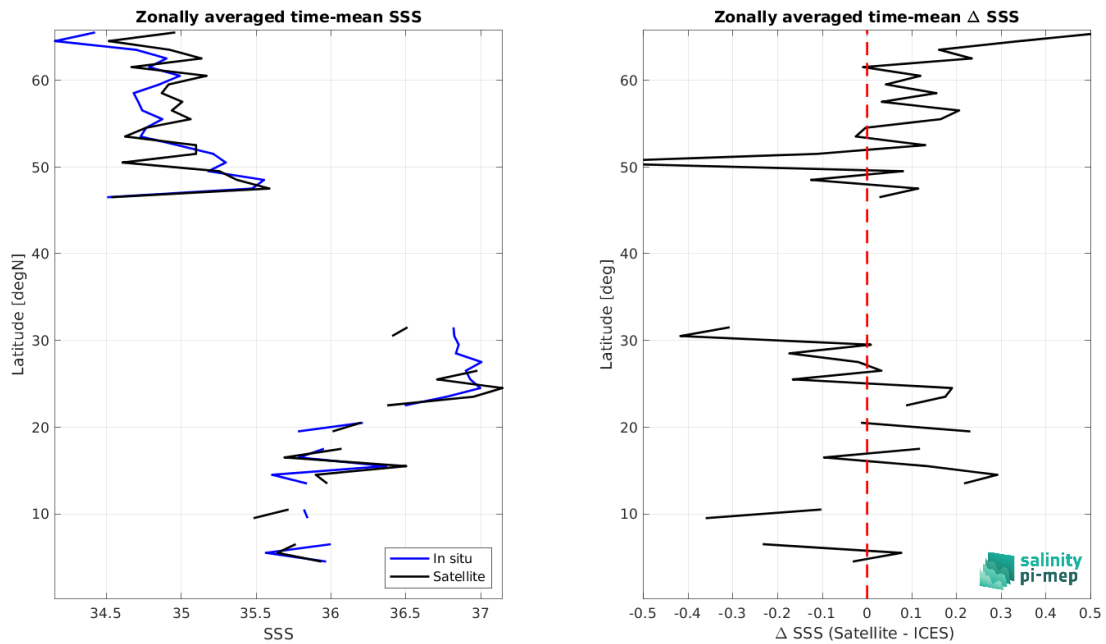 Zonally averaged time-mean SSS
Latitude [degN]
60
50
40
30
20
10
34.5
35
35.5
36
36.5
37
SSS
In situ
Satellite
Zonally averaged time-mean Δ SSS
Latitude [deg]
60
50
40
30
20
10
-0.5
-0.4
-0.3
-0.2
-0.1
0
0.1
0.2
0.3
0.4
0.5
Δ SSS (Satellite - ICES)
salinity
pi-mep